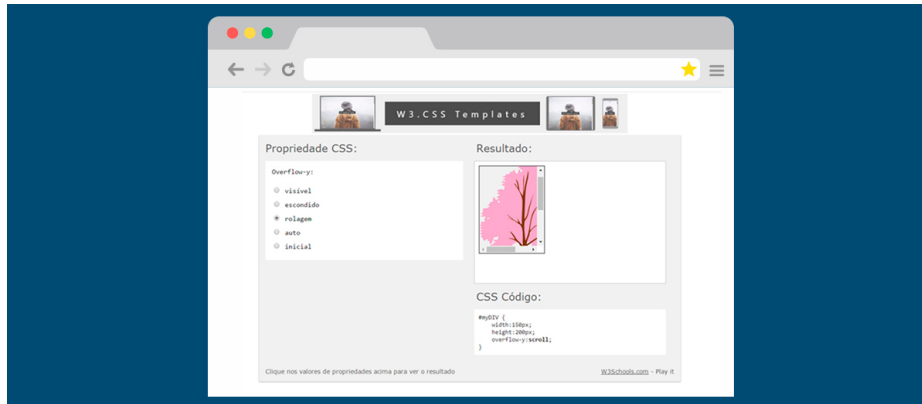 W3.CSS Templates
Propriedade CSS:
Overflow-y:
visível
escondido
rolagem
auto
inicial
Resultado:
CSS Código:
#myDIV {
width:150px;
height:200px;
overflow-y:scroll;
}
Clique nos valores de propriedades acima para ver o resultado
W3Schools.com - Play it